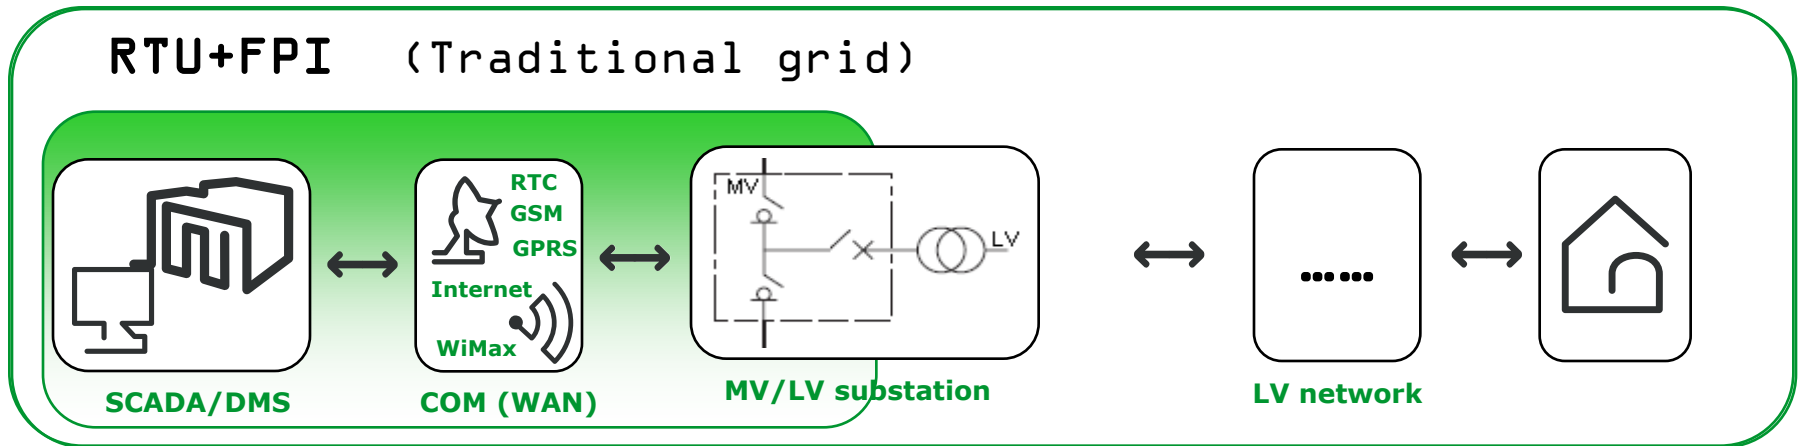 RTU+FPI (Traditional grid)
RTC
GSM
GPRS
Internet
WiMax
MV
LV
......
SCADA/DMS
COM (WAN)
MV/LV substation
LV network